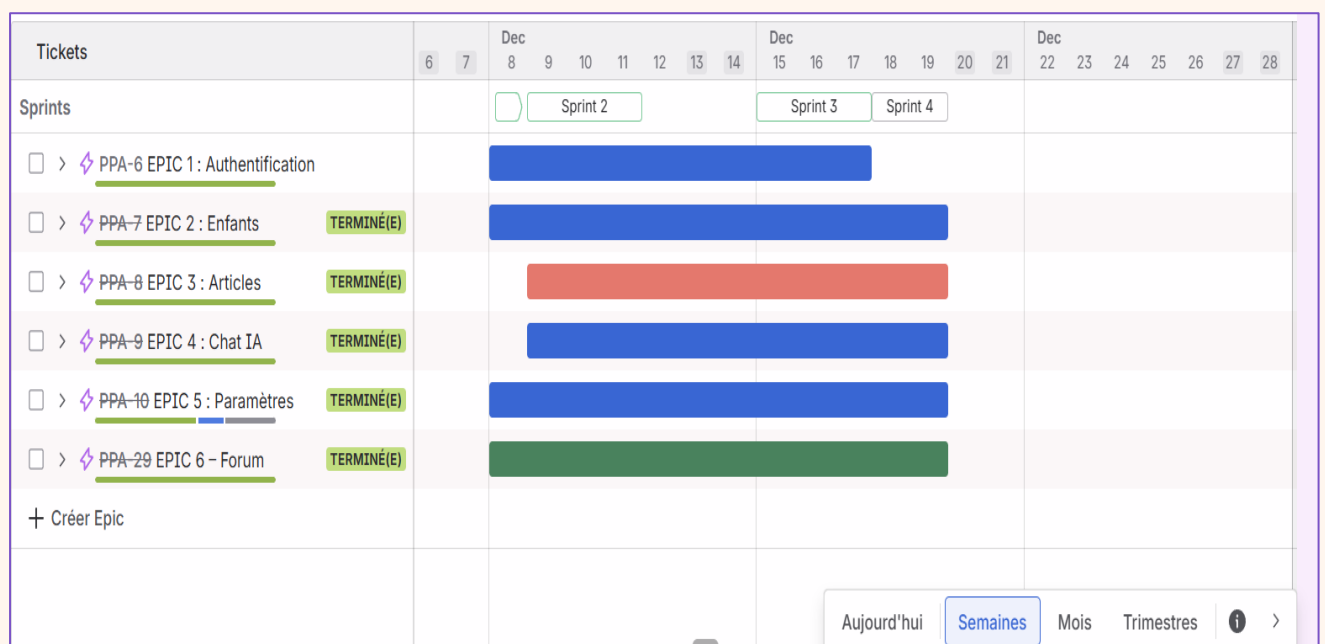 Tickets
Dec Dec Dec
6 7 8 9 10 11 12 13 14 15 16 17 18 19 20 21 22 23 24 25 26 27 28
Sprints Sprint 2 Sprint 3 Sprint 4
PPA-6 EPIC 1 : Authentification
PPA-7 EPIC 2 : Enfants TERMINÉ(E)
PPA-8 EPIC 3 : Articles TERMINÉ(E)
PPA-9 EPIC 4 : Chat IA TERMINÉ(E)
PPA-10 EPIC 5 : Paramètres TERMINÉ(E)
PPA-29 EPIC 6 – Forum TERMINÉ(E)
+ Créer Epic
Aujourd'hui Semaines Mois Trimestres